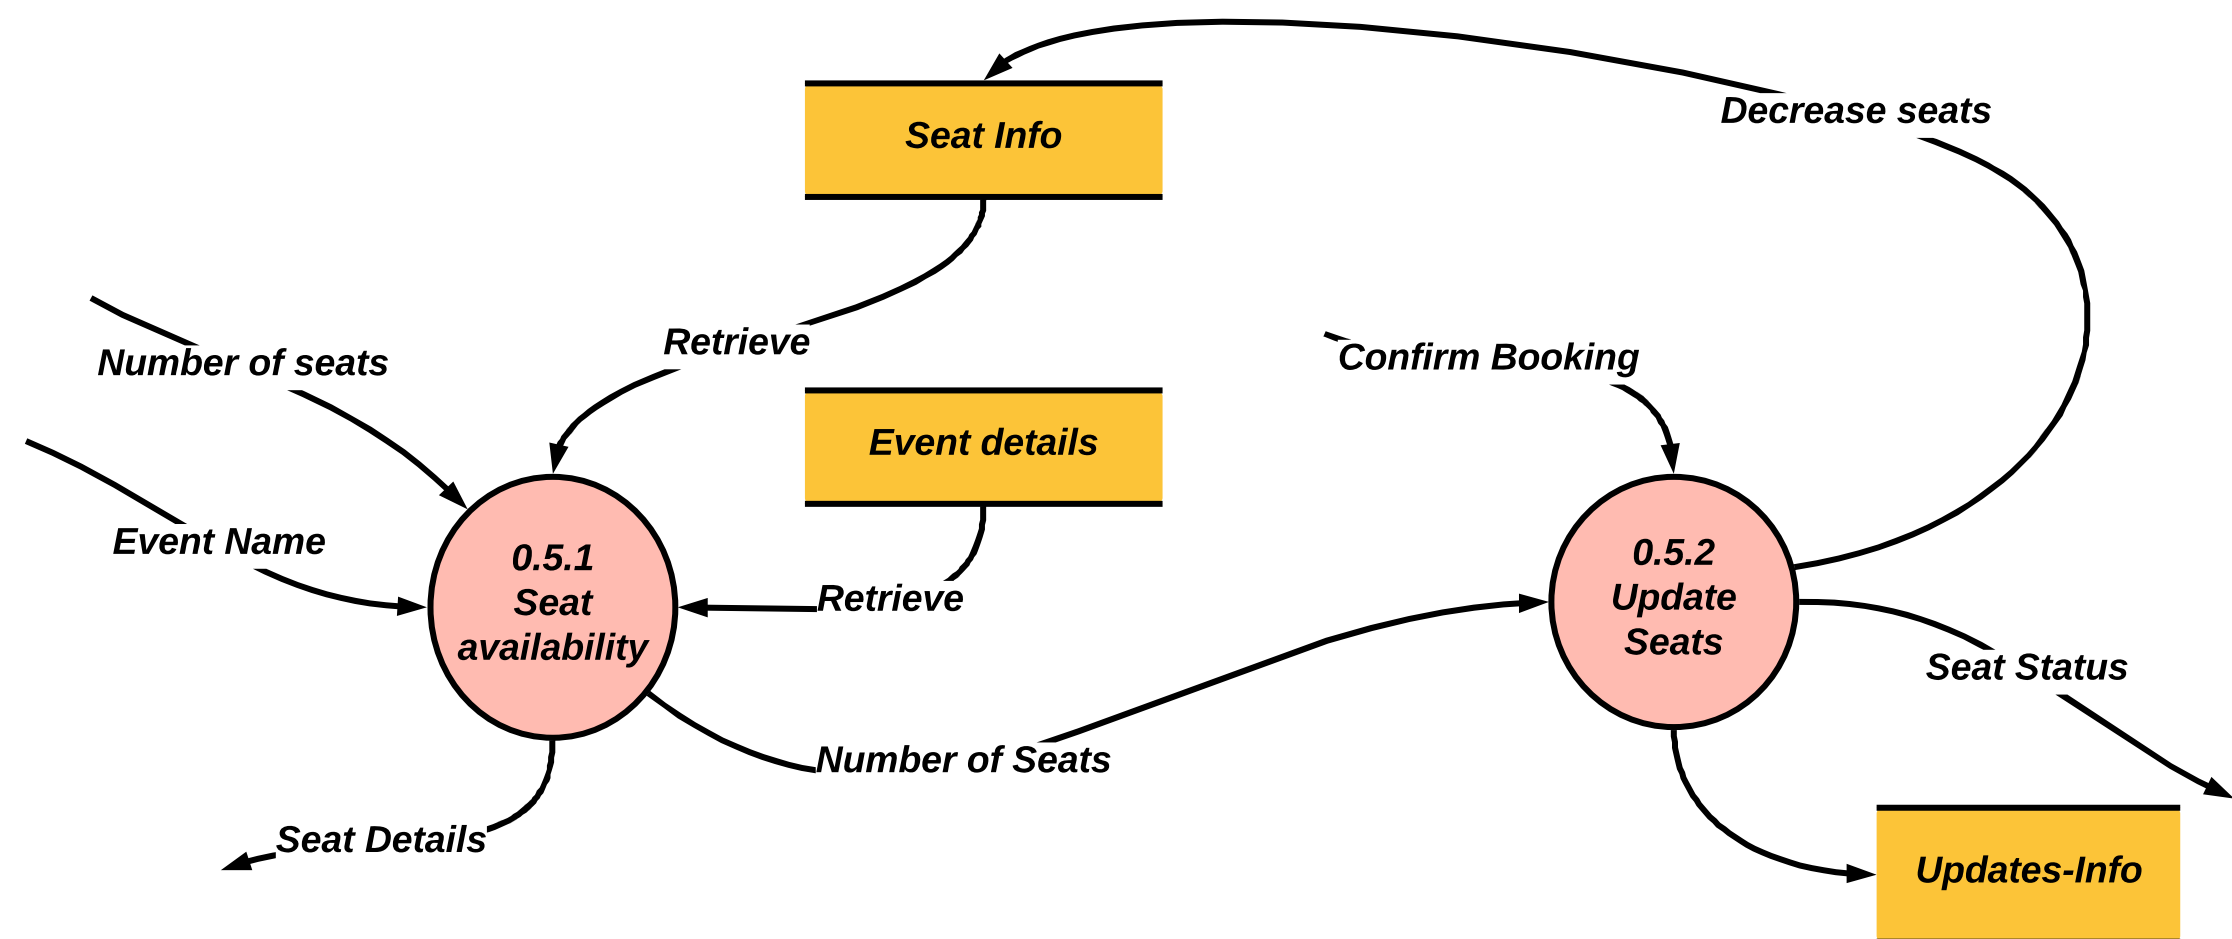 Decrease seats
Seat Info
Retrieve
Number of seats
Confirm Booking
Event details
Event Name
0.5.1
Seat
availability
Retrieve
0.5.2
Update
Seats
Seat Status
Number of Seats
Seat Details
Updates-Info